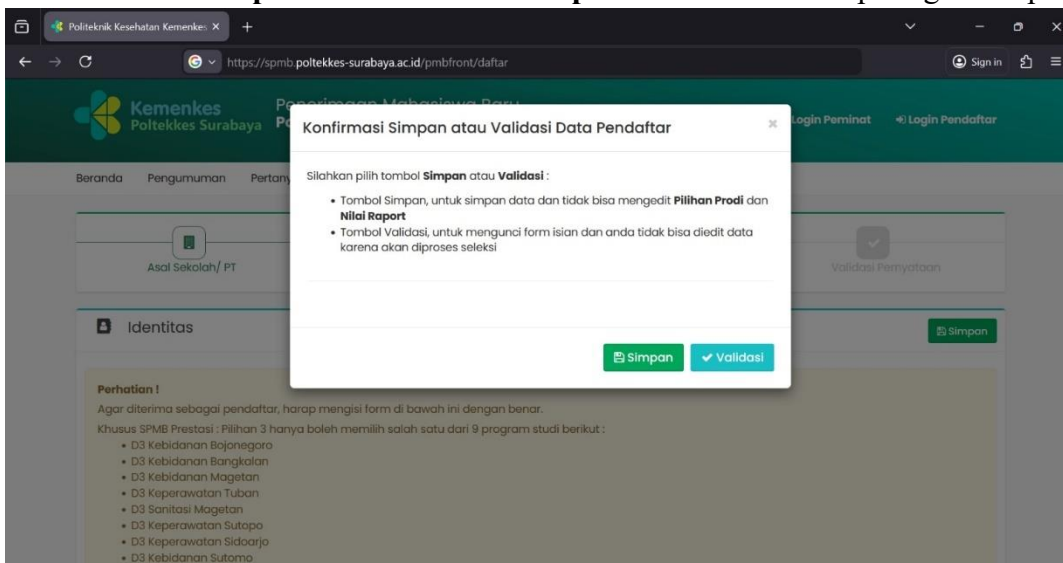 Politeknik Kesehatan Kemenkes
https://spmb.poltekkes-surabaya.ac.id/pmbfront/daftar
Sign in
Kemenkes
Poltekkes Surabaya
Penerimaan Mahasiswa Baru
Login Peminat
Login Pendaftar
Beranda Pengumuman
Konfirmasi Simpan atau Validasi Data Pendaftar
Silahkan pilih tombol Simpan atau Validasi :
• Tombol Simpan, untuk simpan data dan tidak bisa mengedit Pilihan Prodi dan
Nilai Raport
• Tombol Validasi, untuk mengunci form isian dan anda tidak bisa diedit data
karena akan diproses seleksi
Simpan Validasi
Asal Sekolah/ PT
Validasi Pernyataan
Identitas
Simpan
Perhatian !
Agar diterima sebagai pendaftar, harap mengisi form di bawah ini dengan benar.
Khusus SPMB Prestasi : Pilihan 3 hanya boleh memilih salah satu dari 9 program studi berikut :
• D3 Kebidanan Bojonegoro
• D3 Kebidanan Bangkalan
• D3 Kebidanan Magetan
• D3 Keperawatan Tuban
• D3 Sanitasi Magetan
• D3 Keperawatan Sutopo
• D3 Keperawatan Sidoarjo
• D3 Kebidanan Sutomo